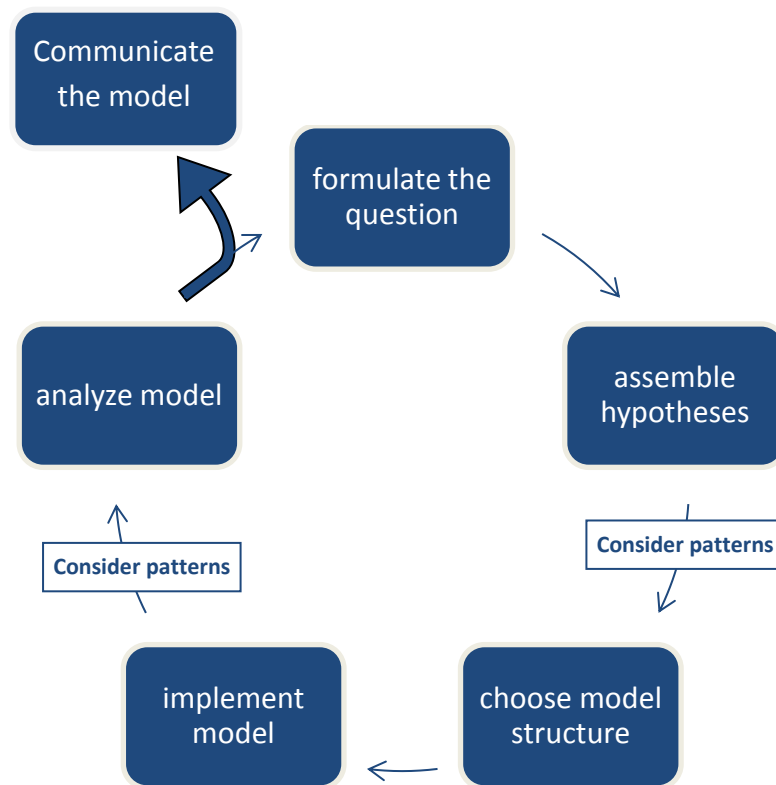 Communicate
the model
formulate the
question
assemble
hypotheses
Consider patterns
choose model
structure
implement
model
Consider patterns
analyze model